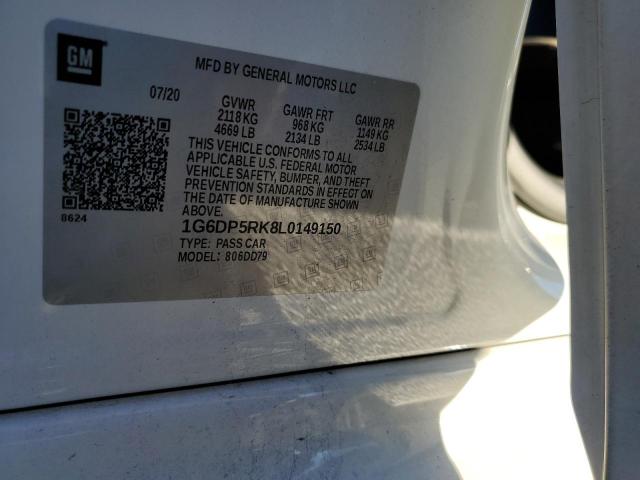 GM
MFD BY GENERAL MOTORS LLC
07/20
GVWR GAWR FRT GAWR RR
2118 KG 968 KG 1149 KG
4669 LB 2134 LB 2534 LB
THIS VEHICLE CONFORMS TO ALL
APPLICABLE U.S. FEDERAL MOTOR
VEHICLE SAFETY, BUMPER, AND THEFT
PREVENTION STANDARDS IN EFFECT ON
THE DATE OF MANUFACTURE SHOWN
ABOVE.
8624
1G6DP5RK8L0149150
TYPE: PASS CAR
MODEL: 806DD79